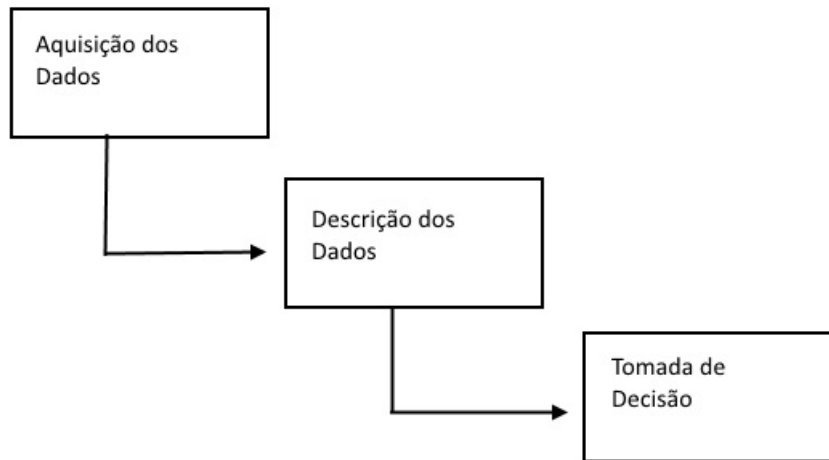 Aquisição dos
Dados
Descrição dos
Dados
Tomada de
Decisão